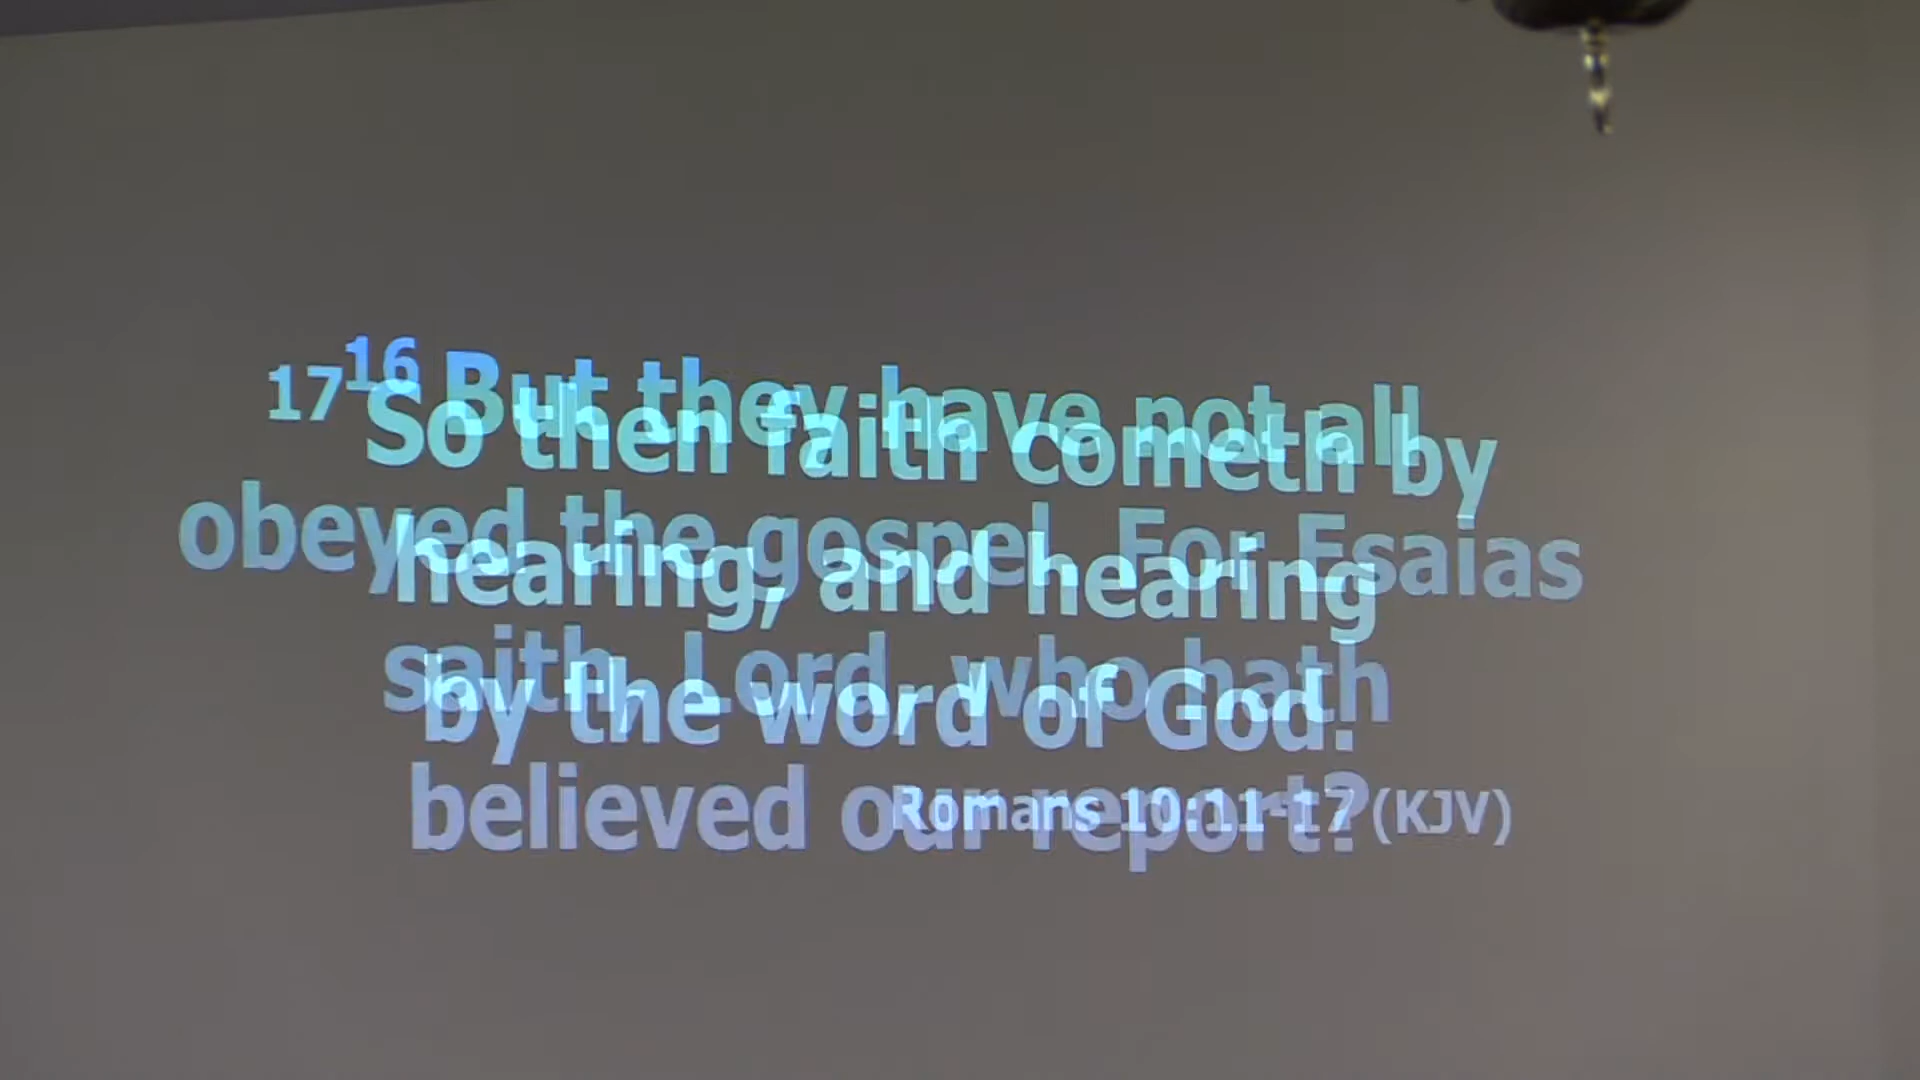 16 But they have not all
obeyed the gospel. For Esaias
saith, Lord, who hath
believed our report?
17 So then faith cometh by
hearing, and hearing
by the word of God.
Romans 10:11-17 (KJV)